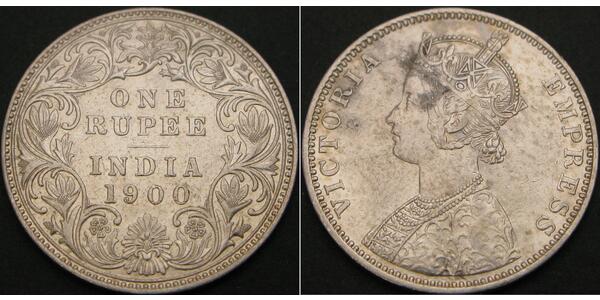 ONE
RUPEE
INDIA
1900
VICTORIA EMPRESS